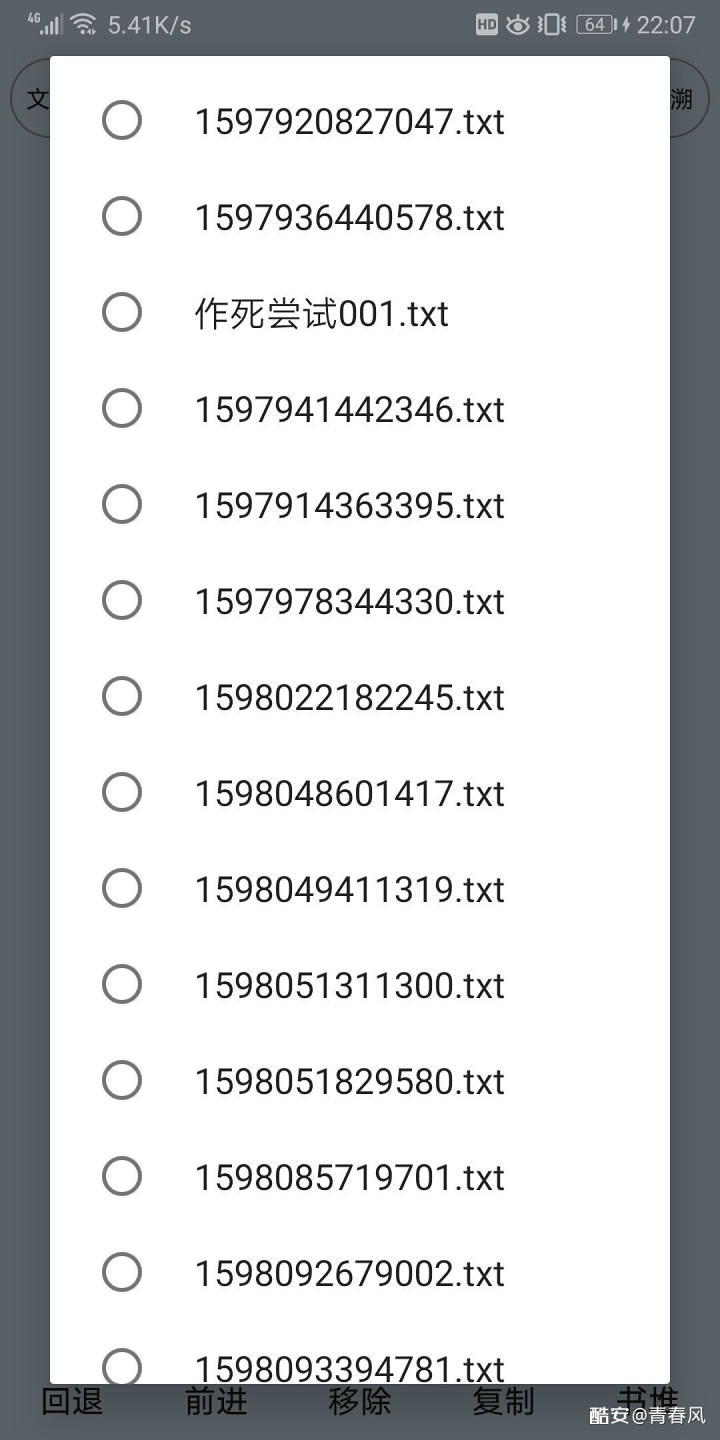 4G 5.41K/s HD 64 22:07
文 溯
1597920827047.txt
1597936440578.txt
作死尝试001.txt
1597941442346.txt
1597914363395.txt
1597978344330.txt
1598022182245.txt
1598048601417.txt
1598049411319.txt
1598051311300.txt
1598051829580.txt
1598085719701.txt
1598092679002.txt
1598093394781.txt
回退 前进 移除 复制 书堆
酷安@青春风